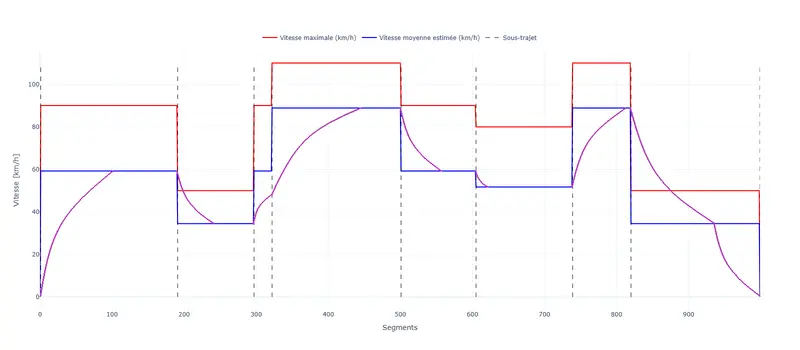 Vitesse maximale (km/h) Vitesse moyenne estimée (km/h) Sous-trajet
100
80
60
40
20
0
Vitesse [km/h]
0 100 200 300 400 500 600 700 800 900
Segments